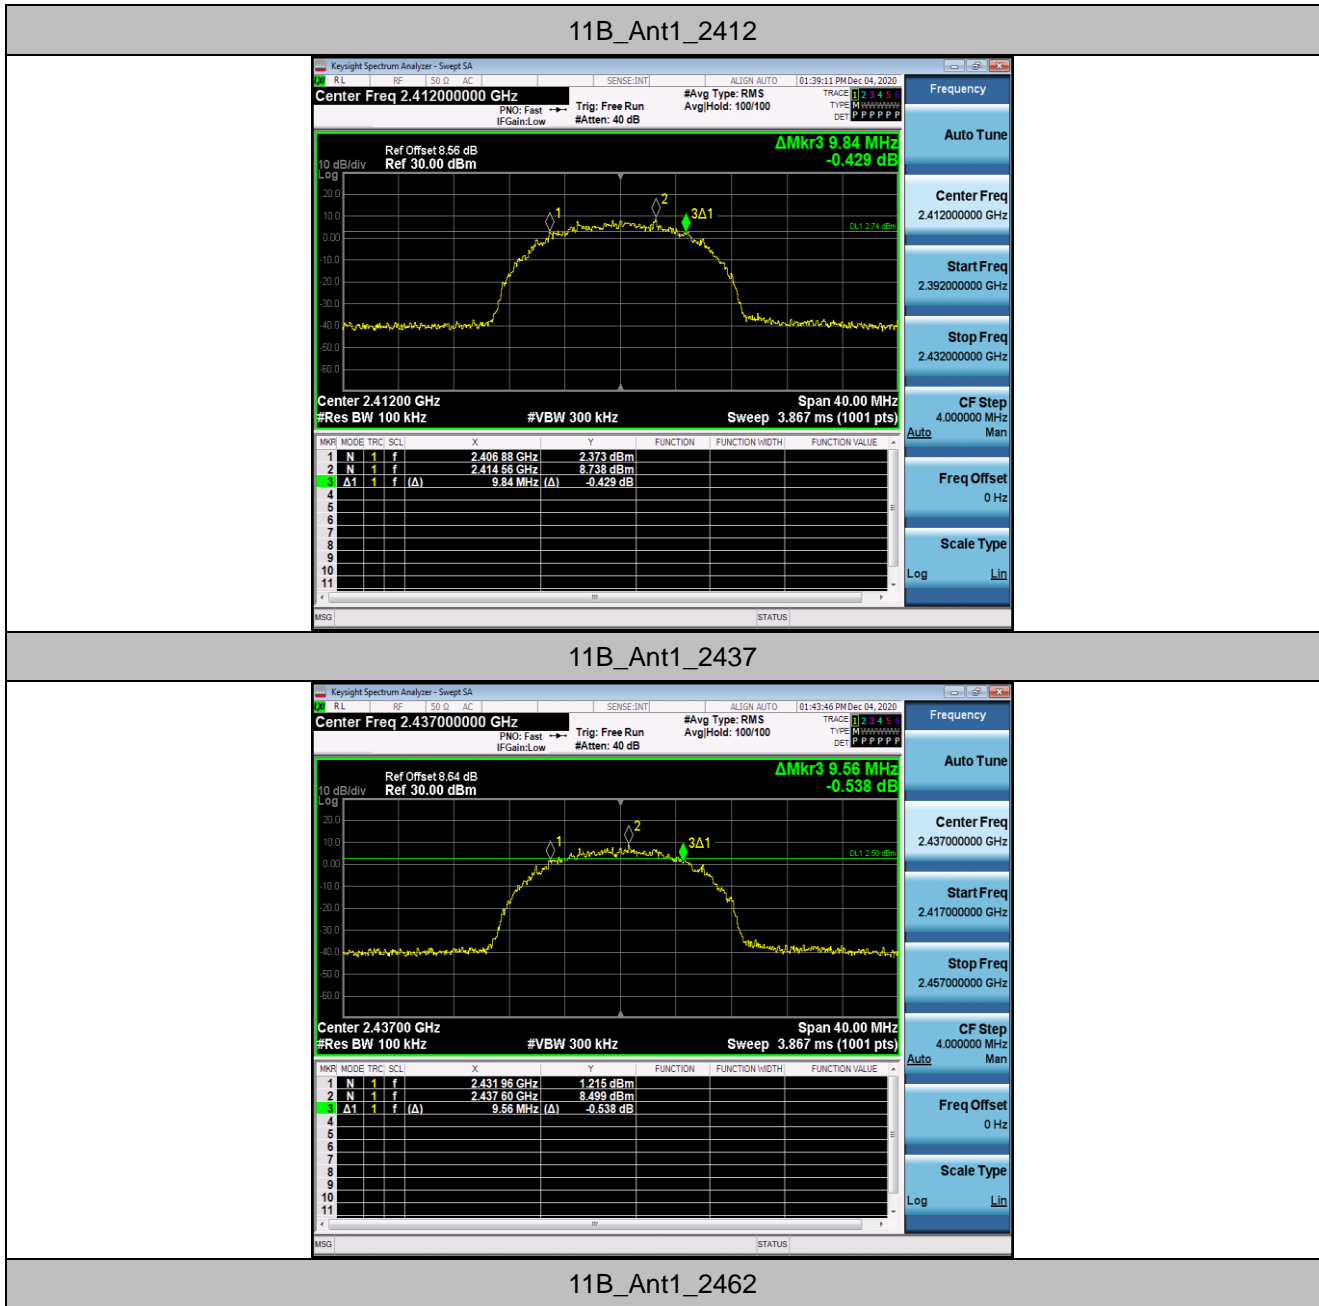 11B_Ant1_2412
Keysight Spectrum Analyzer - Swept SA
RL RF 50 Ω AC SENSE:INT ALIGN AUTO 01:39:11 PM Dec 04, 2020
Center Freq 2.412000000 GHz #Avg Type: RMS TRACE 1 2 3 4 5 6
PNO: Fast Trig: Free Run Avg|Hold: 100/100 TYPE M WWWWW
IFGain:Low #Atten: 40 dB DET P P P P P P
Frequency
Auto Tune
Ref Offset 8.56 dB ΔMkr3 9.84 MHz
10 dB/div Ref 30.00 dBm -0.429 dB
Log
20.0
10.0
0.00
-10.0
-20.0
-30.0
-40.0
-50.0
-60.0
1
2
3Δ1
DL1 2.74 dBm
Center 2.41200 GHz Span 40.00 MHz
#Res BW 100 kHz #VBW 300 kHz Sweep 3.867 ms (1001 pts)
MKR MODE TRC SCL X Y FUNCTION FUNCTION WIDTH FUNCTION VALUE
1 N 1 f 2.406 88 GHz 2.373 dBm
2 N 1 f 2.414 56 GHz 8.738 dBm
3 Δ1 1 f (Δ) 9.84 MHz (Δ) -0.429 dB
4
5
6
7
8
9
10
11
MSG STATUS
Center Freq
2.412000000 GHz
Start Freq
2.392000000 GHz
Stop Freq
2.432000000 GHz
CF Step
4.000000 MHz
Auto Man
Freq Offset
0 Hz
Scale Type
Log Lin
11B_Ant1_2437
Keysight Spectrum Analyzer - Swept SA
RL RF 50 Ω AC SENSE:INT ALIGN AUTO 01:43:46 PM Dec 04, 2020
Center Freq 2.437000000 GHz #Avg Type: RMS TRACE 1 2 3 4 5 6
PNO: Fast Trig: Free Run Avg|Hold: 100/100 TYPE M WWWWW
IFGain:Low #Atten: 40 dB DET P P P P P P
Frequency
Auto Tune
Ref Offset 8.64 dB ΔMkr3 9.56 MHz
10 dB/div Ref 30.00 dBm -0.538 dB
Log
20.0
10.0
0.00
-10.0
-20.0
-30.0
-40.0
-50.0
-60.0
1
2
3Δ1
DL1 2.50 dBm
Center 2.43700 GHz Span 40.00 MHz
#Res BW 100 kHz #VBW 300 kHz Sweep 3.867 ms (1001 pts)
MKR MODE TRC SCL X Y FUNCTION FUNCTION WIDTH FUNCTION VALUE
1 N 1 f 2.431 96 GHz 1.215 dBm
2 N 1 f 2.437 60 GHz 8.499 dBm
3 Δ1 1 f (Δ) 9.56 MHz (Δ) -0.538 dB
4
5
6
7
8
9
10
11
MSG STATUS
Center Freq
2.437000000 GHz
Start Freq
2.417000000 GHz
Stop Freq
2.457000000 GHz
CF Step
4.000000 MHz
Auto Man
Freq Offset
0 Hz
Scale Type
Log Lin
11B_Ant1_2462